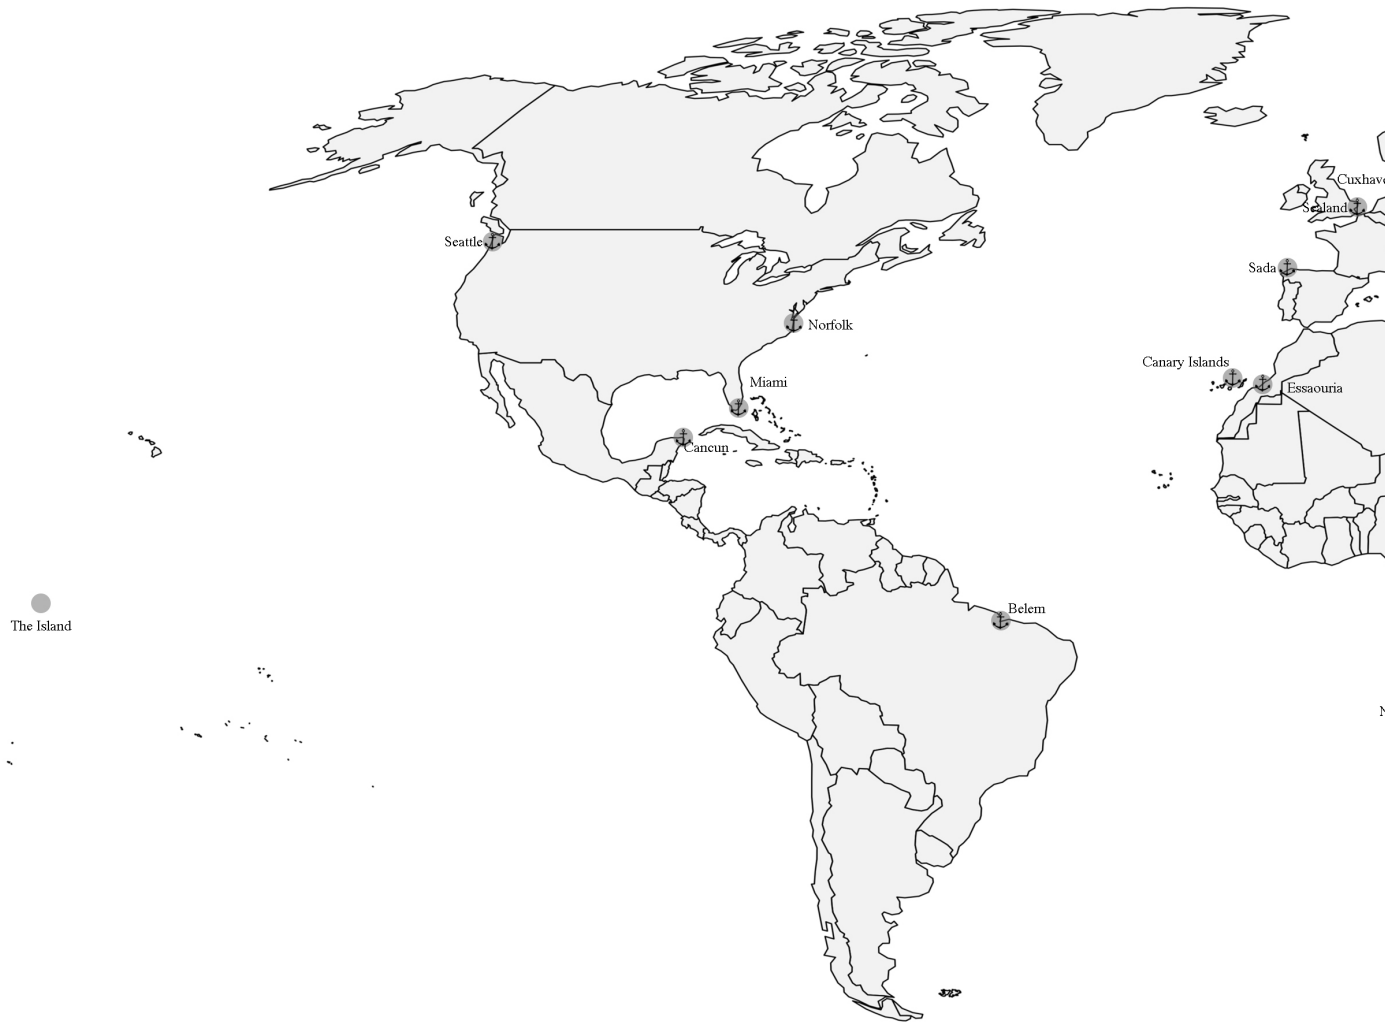 Cuxhave
Sealand
Seattle
Sada
Norfolk
Canary Islands
Miami
Essaouria
Cancun
Belem
The Island
N